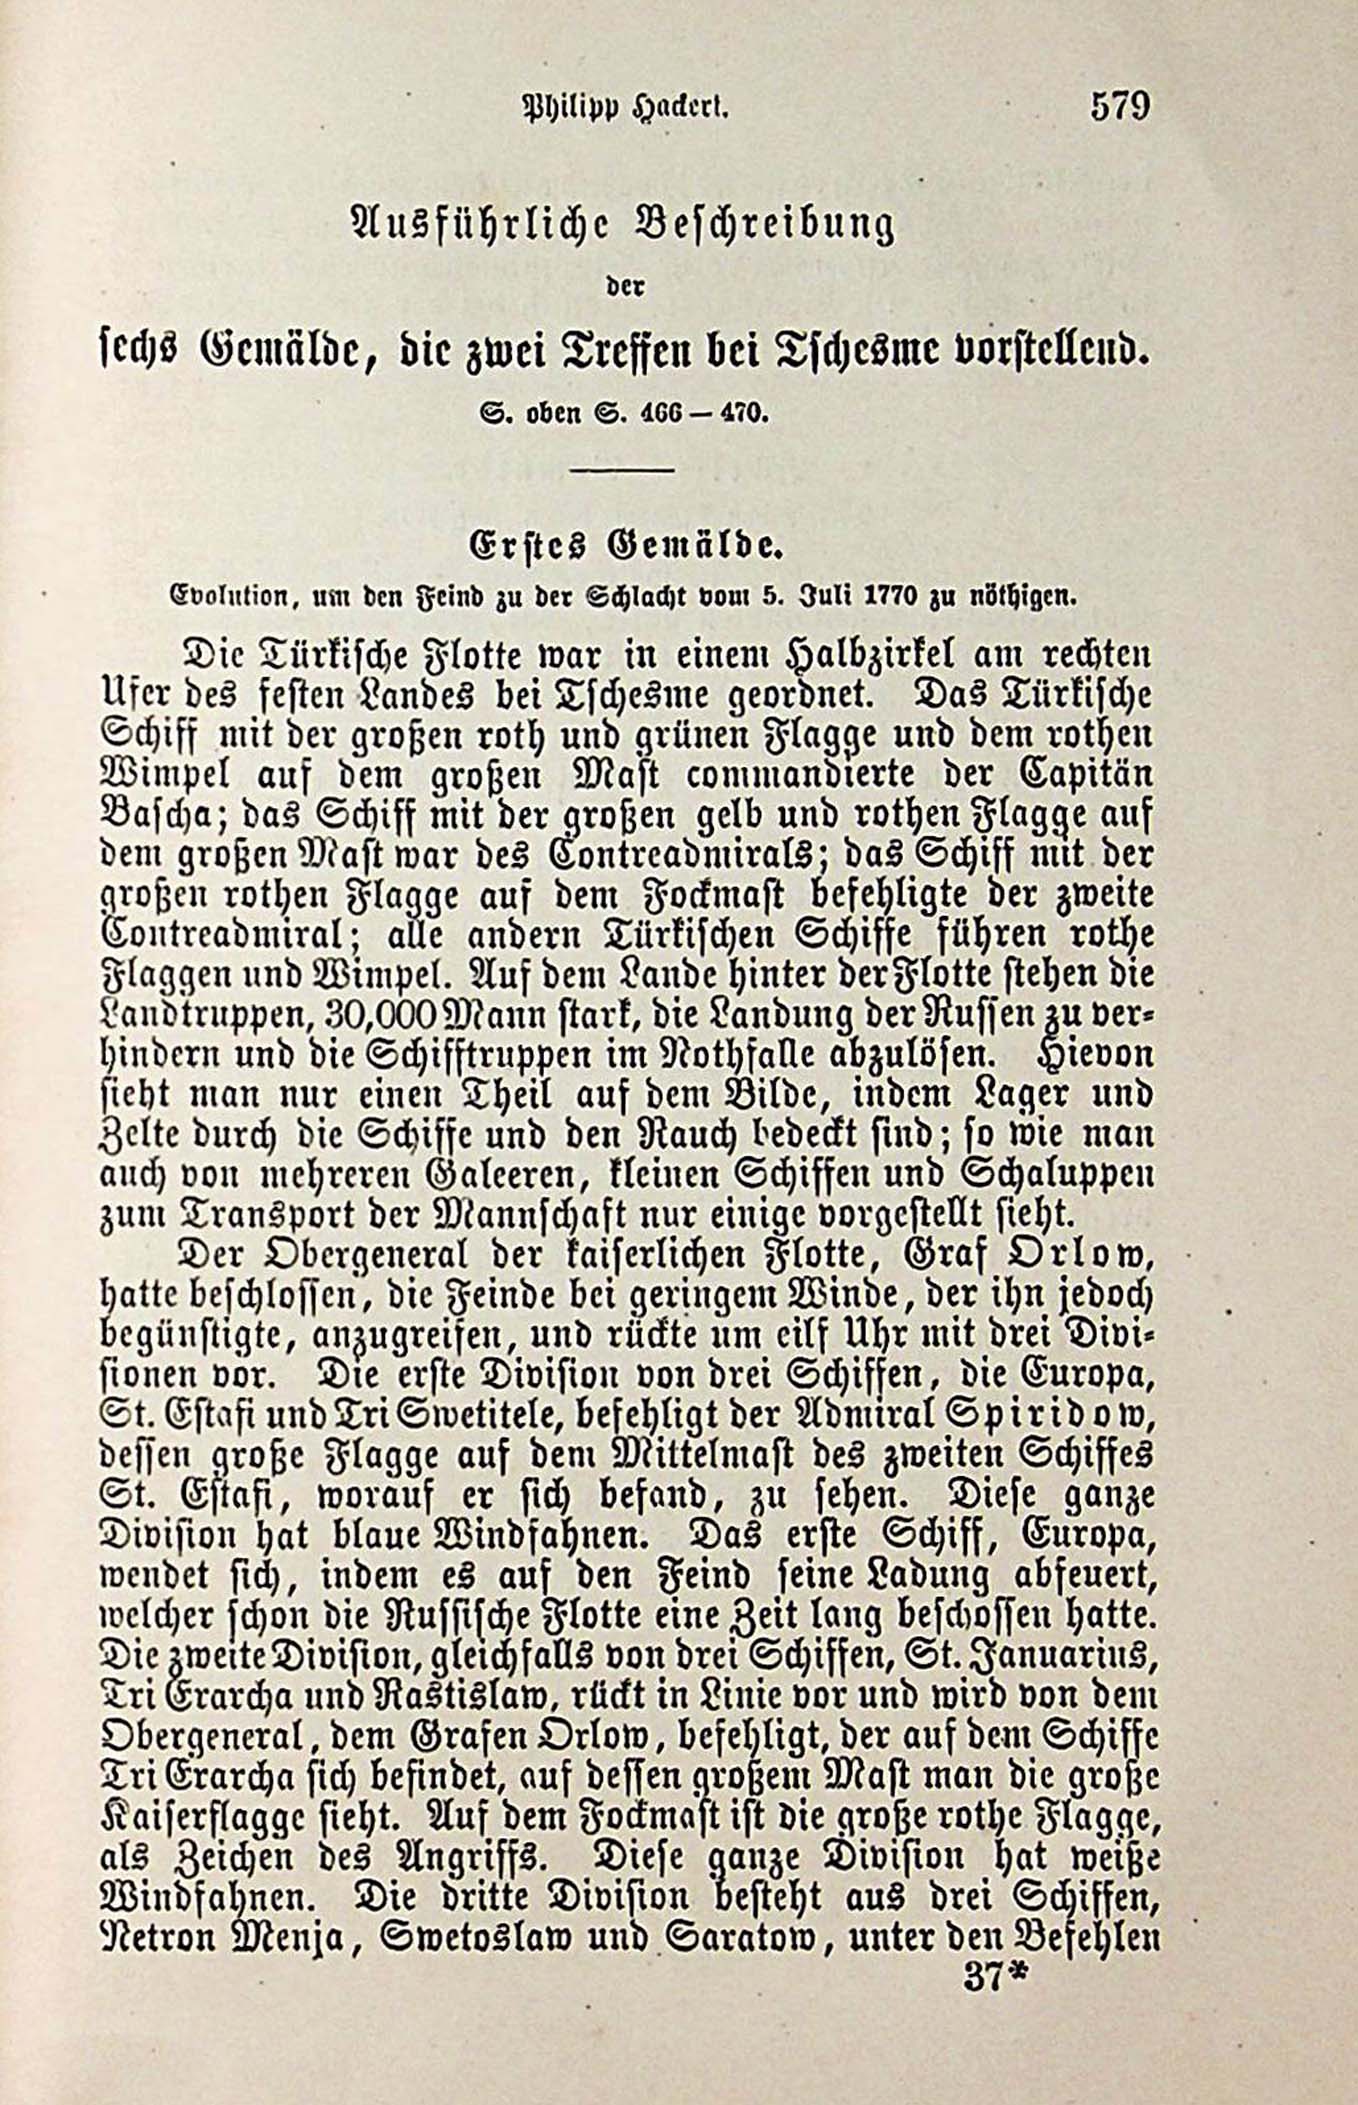 Philipp Hackert. 579
Ausführliche Beschreibung
der
sechs Gemälde, die zwei Treffen bei Tschesme vorstellend.
S. oben S. 466 — 470.
Erstes Gemälde.
Evolution, um den Feind zu der Schlacht vom 5. Juli 1770 zu nöthigen.
Die Türkische Flotte war in einem Halbzirkel am rechten
Ufer des festen Landes bei Tschesme geordnet. Das Türkische
Schiff mit der großen roth und grünen Flagge und dem rothen
Wimpel auf dem großen Mast commandierte der Capitän
Bascha; das Schiff mit der großen gelb und rothen Flagge auf
dem großen Mast war des Contreadmirals; das Schiff mit der
großen rothen Flagge auf dem Fockmast befehligte der zweite
Contreadmiral; alle andern Türkischen Schiffe führen rothe
Flaggen und Wimpel. Auf dem Lande hinter der Flotte stehen die
Landtruppen, 30,000 Mann stark, die Landung der Russen zu ver-
hindern und die Schifftruppen im Nothfalle abzulösen. Hievon
sieht man nur einen Theil auf dem Bilde, indem Lager und
Zelte durch die Schiffe und den Rauch bedeckt sind; so wie man
auch von mehreren Galeeren, kleinen Schiffen und Schaluppen
zum Transport der Mannschaft nur einige vorgestellt sieht.
Der Obergeneral der kaiserlichen Flotte, Graf Orlow,
hatte beschlossen, die Feinde bei geringem Winde, der ihn jedoch
begünstigte, anzugreifen, und rückte um eilf Uhr mit drei Divi-
sionen vor. Die erste Division von drei Schiffen, die Europa,
St. Estafi und Tri Swetitele, befehligt der Admiral Spiridow,
dessen große Flagge auf dem Mittelmast des zweiten Schiffes
St. Estafi, worauf er sich befand, zu sehen. Diese ganze
Division hat blaue Windfahnen. Das erste Schiff, Europa,
wendet sich, indem es auf den Feind seine Ladung abfeuert,
welcher schon die Russische Flotte eine Zeit lang beschossen hatte.
Die zweite Division, gleichfalls von drei Schiffen, St. Januarius,
Tri Erarcha und Rastislaw, rückt in Linie vor und wird von dem
Obergeneral, dem Grafen Orlow, befehligt, der auf dem Schiffe
Tri Erarcha sich befindet, auf dessen großem Mast man die große
Kaiserflagge sieht. Auf dem Fockmast ist die große rothe Flagge,
als Zeichen des Angriffs. Diese ganze Division hat weiße
Windfahnen. Die dritte Division besteht aus drei Schiffen,
Netron Menja, Swetoslaw und Saratow, unter den Befehlen
37*